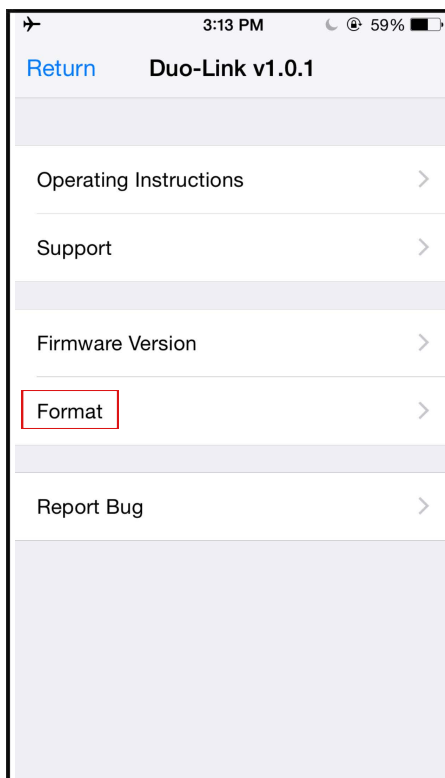 3:13 PM 59%
Return Duo-Link v1.0.1
Operating Instructions
Support
Firmware Version
Format
Report Bug